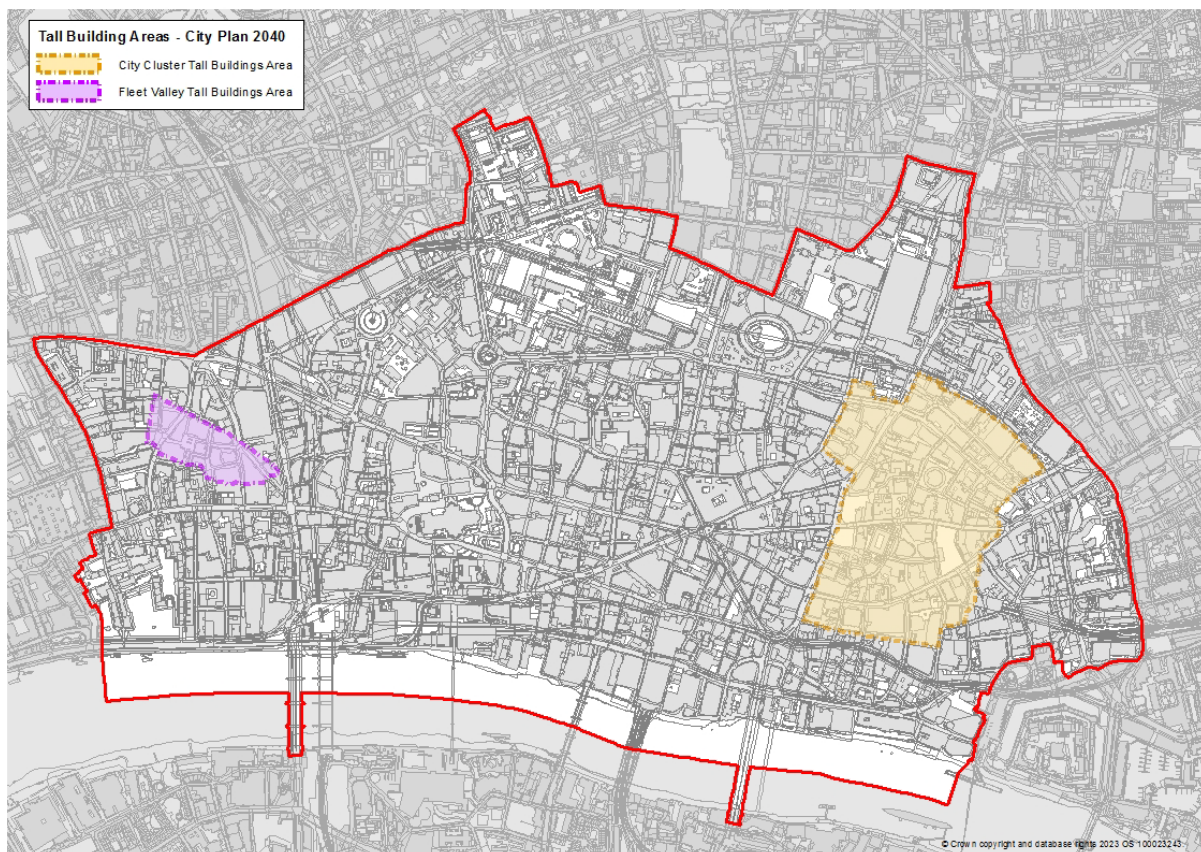 Tall Building Areas - City Plan 2040
City Cluster Tall Buildings Area
Fleet Valley Tall Buildings Area
© Crown copyright and database rights 2023 OS 100023243